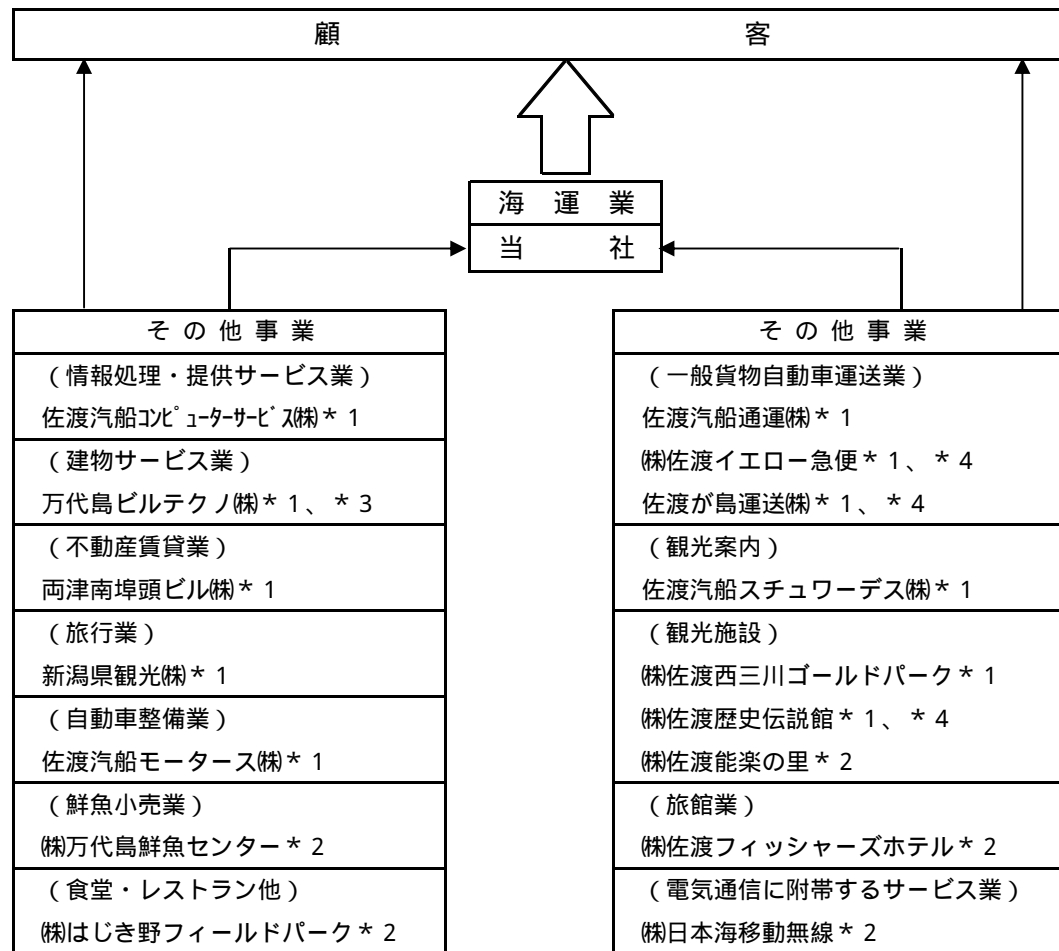 顧 客
海 運 業
当 社
そ の 他 事 業
（情報処理・提供サービス業）
佐渡汽船ｺﾝﾋﾟｭｰﾀｰｻｰﾋﾞｽ㈱＊１
（建物サービス業）
万代島ビルテクノ㈱＊１、＊３
（不動産賃貸業）
両津南埠頭ビル㈱＊１
（旅行業）
新潟県観光㈱＊１
（自動車整備業）
佐渡汽船モータース㈱＊１
（鮮魚小売業）
㈱万代島鮮魚センター＊２
（食堂・レストラン他）
㈱はじき野フィールドパーク＊２
そ の 他 事 業
（一般貨物自動車運送業）
佐渡汽船通運㈱＊１
㈱佐渡イエロー急便＊１、＊４
佐渡が島運送㈱＊１、＊４
（観光案内）
佐渡汽船スチュワーデス㈱＊１
（観光施設）
㈱佐渡西三川ゴールドパーク＊１
㈱佐渡歴史伝説館＊１、＊４
㈱佐渡能楽の里＊２
（旅館業）
㈱佐渡フィッシャーズホテル＊２
（電気通信に附帯するサービス業）
㈱日本海移動無線＊２